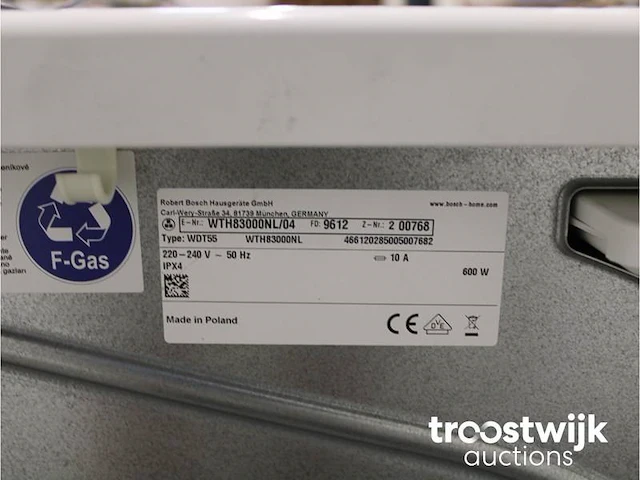 eníkově
F-Gas
Robert Bosch Hausgeräte GmbH
Carl-Wery-Straße 34, 81739 München, GERMANY
www.bosch-home.com
E-Nr.: WTH83000NL/04 FD: 9612 Z-Nr.: 2 00768
Type: WDT55 WTH83000NL 466120285005007682
220-240 V ~ 50 Hz 10 A
IPX4 600 W
Made in Poland
CE OVE
troostwijk
auctions